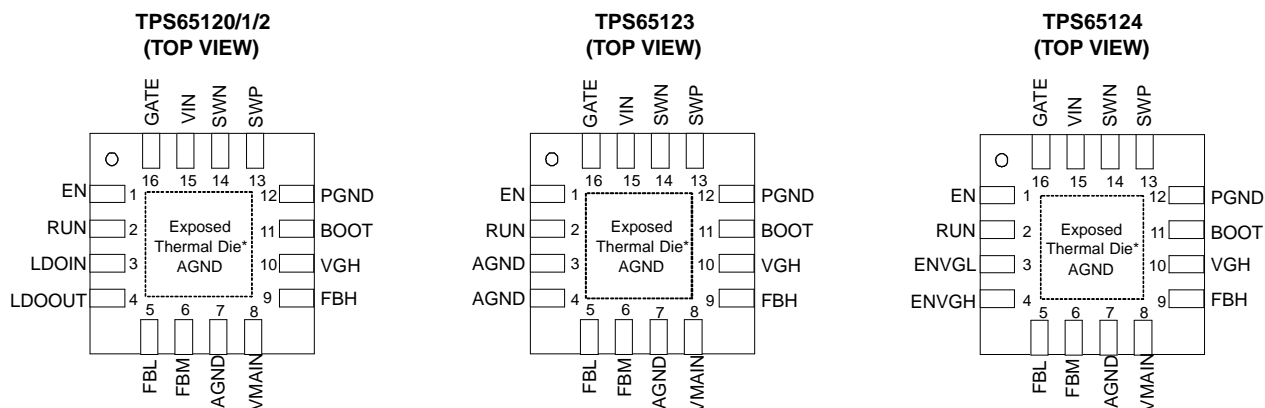 TPS65120/1/2
(TOP VIEW)
GATE
VIN
SWN
SWP
16
15
14
13
EN
1
12
PGND
RUN
2
11
BOOT
LDOIN
3
10
VGH
LDOOUT
4
9
FBH
Exposed
Thermal Die*
AGND
5
6
7
8
FBL
FBM
AGND
VMAIN
TPS65123
(TOP VIEW)
GATE
VIN
SWN
SWP
16
15
14
13
EN
1
12
PGND
RUN
2
11
BOOT
AGND
3
10
VGH
AGND
4
9
FBH
Exposed
Thermal Die*
AGND
5
6
7
8
FBL
FBM
AGND
VMAIN
TPS65124
(TOP VIEW)
GATE
VIN
SWN
SWP
16
15
14
13
EN
1
12
PGND
RUN
2
11
BOOT
ENVGL
3
10
VGH
ENVGH
4
9
FBH
Exposed
Thermal Die*
AGND
5
6
7
8
FBL
FBM
AGND
VMAIN